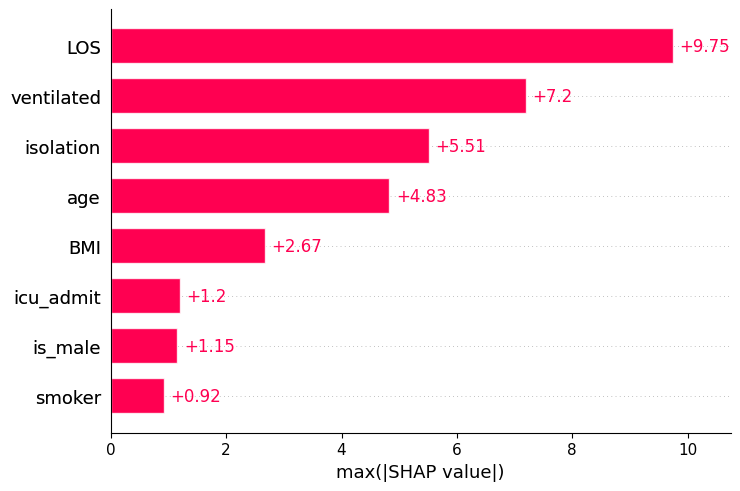 LOS +9.75
ventilated +7.2
isolation +5.51
age +4.83
BMI +2.67
icu_admit +1.2
is_male +1.15
smoker +0.92
0 2 4 6 8 10
max(|SHAP value|)